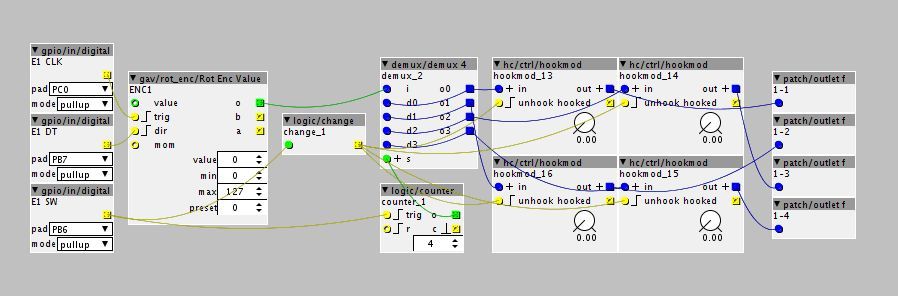 gpio/in/digital
E1 CLK
pad PC0
mode pullup
gpio/in/digital
E1 DT
pad PB7
mode pullup
gpio/in/digital
E1 SW
pad PB6
mode pullup
gav/rot_enc/Rot Enc Value
ENC1
value o
trig b
dir a
mom
value 0
min 0
max 127
preset 0
logic/change
change_1
demux/demux 4
demux_2
i o0
d0 o1
d1 o2
d2 o3
d3
+ s
logic/counter
counter_1
trig o
r c
4
hc/ctrl/hookmod
hookmod_13
+ in out +
unhook hooked
0.00
hc/ctrl/hookmod
hookmod_14
+ in out +
unhook hooked
0.00
hc/ctrl/hookmod
hookmod_16
+ in out +
unhook hooked
0.00
hc/ctrl/hookmod
hookmod_15
+ in out +
unhook hooked
0.00
patch/outlet f
1-1
patch/outlet f
1-2
patch/outlet f
1-3
patch/outlet f
1-4